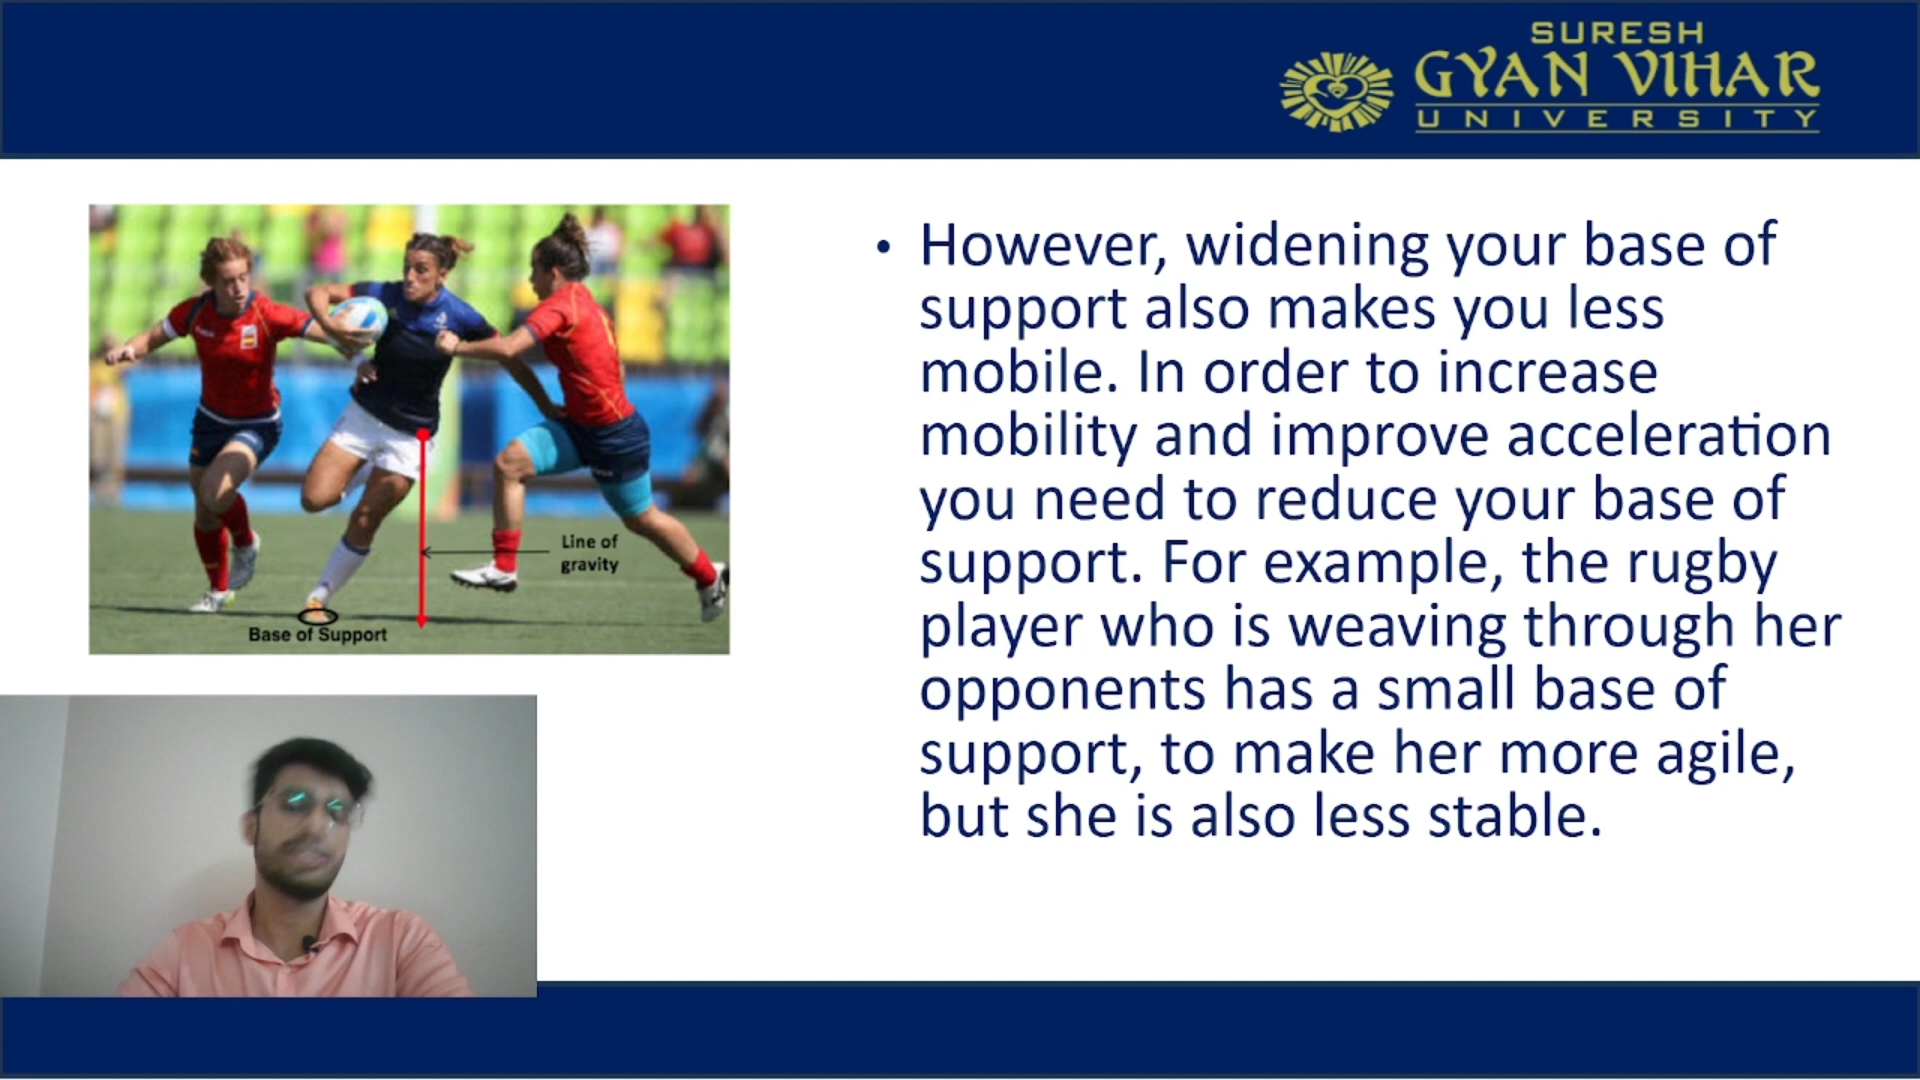 SURESH
GYAN VIHAR
UNIVERSITY
Line of
gravity
Base of Support
• However, widening your base of
support also makes you less
mobile. In order to increase
mobility and improve acceleration
you need to reduce your base of
support. For example, the rugby
player who is weaving through her
opponents has a small base of
support, to make her more agile,
but she is also less stable.